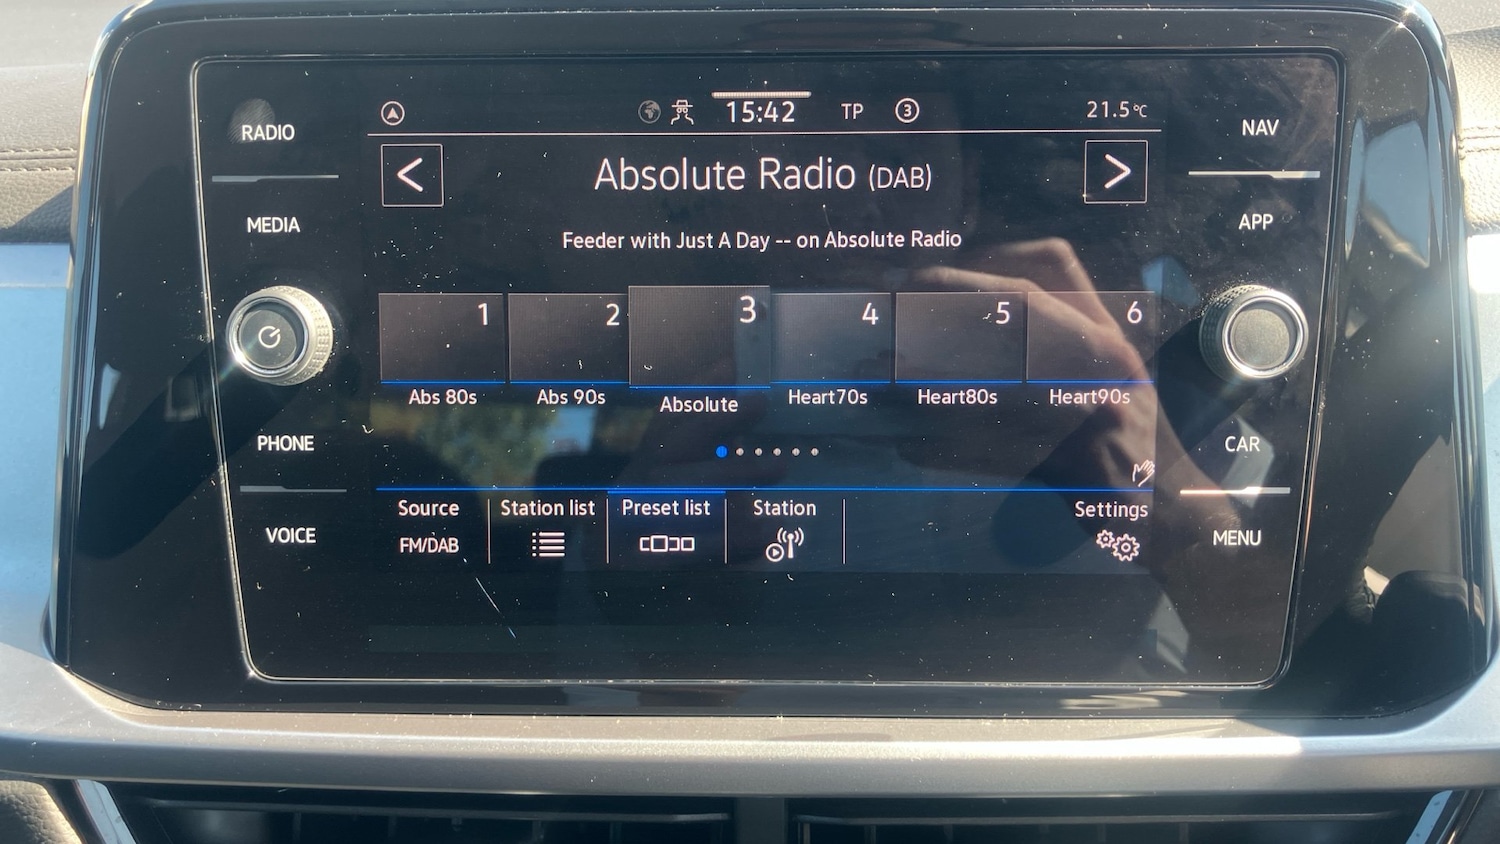 RADIO
MEDIA
PHONE
VOICE
15:42 TP 3 21.5°C
< Absolute Radio (DAB) >
Feeder with Just A Day -- on Absolute Radio
1 2 3 4 5 6
Abs 80s Abs 90s Absolute Heart70s Heart80s Heart90s
Source Station list Preset list Station Settings
FM/DAB
NAV
APP
CAR
MENU